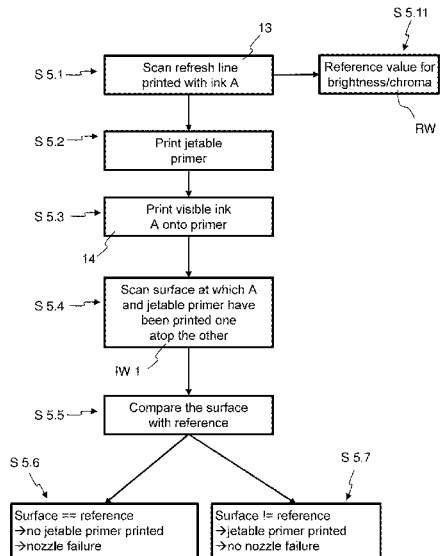 S 5.11
13
S 5.1
Scan refresh line
printed with ink A
Reference value for
brightness/chroma
RW
S 5.2
Print jetable
primer
S 5.3
Print visible ink
A onto primer
14
S 5.4
Scan surface at which A
and jetable primer have
been printed one
atop the other
IW 1
S 5.5
Compare the surface
with reference
S 5.6
S 5.7
Surface == reference
→no jetable primer printed
→nozzle failure
Surface != reference
→jetable primer printed
→no nozzle failure